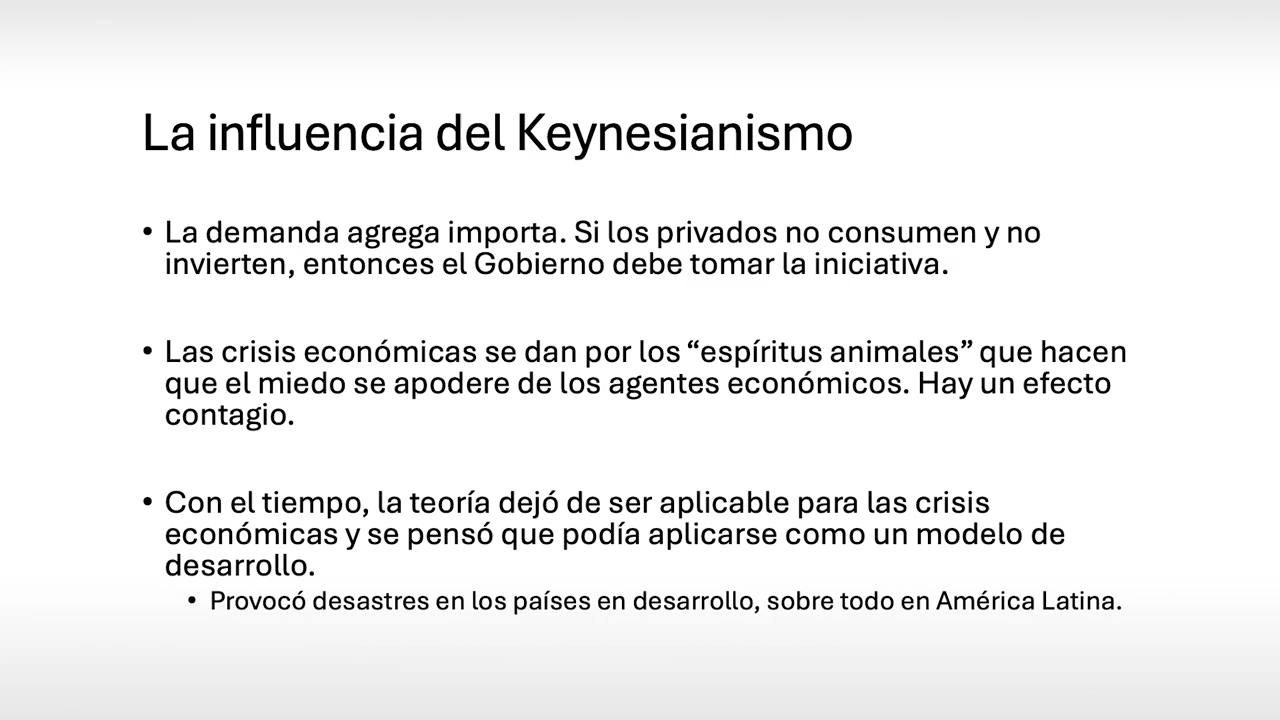 La influencia del Keynesianismo
• La demanda agrega importa. Si los privados no consumen y no
invierten, entonces el Gobierno debe tomar la iniciativa.
• Las crisis económicas se dan por los “espíritus animales” que hacen
que el miedo se apodere de los agentes económicos. Hay un efecto
contagio.
• Con el tiempo, la teoría dejó de ser aplicable para las crisis
económicas y se pensó que podía aplicarse como un modelo de
desarrollo.
• Provocó desastres en los países en desarrollo, sobre todo en América Latina.